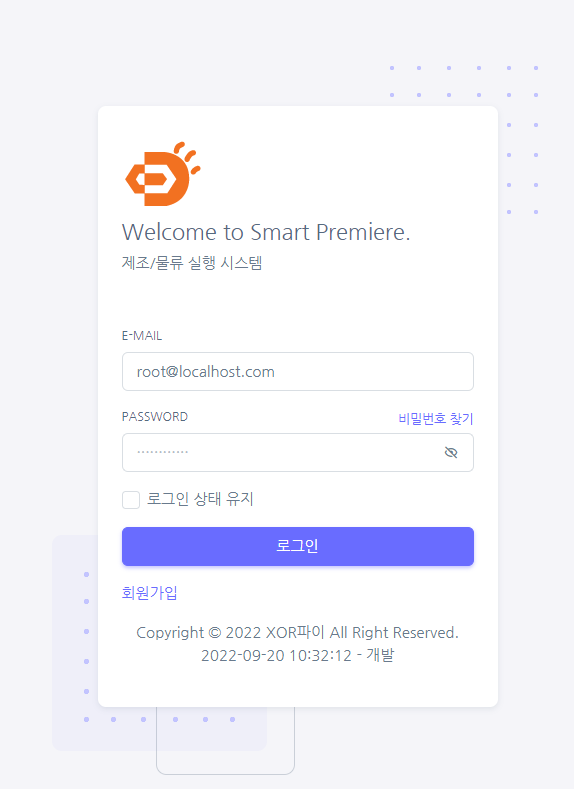 Welcome to Smart Premiere.
제조/물류 실행 시스템
E-MAIL
root@localhost.com
PASSWORD 비밀번호 찾기
············
로그인 상태 유지
로그인
회원가입
Copyright © 2022 XOR파이 All Right Reserved.
2022-09-20 10:32:12 - 개발